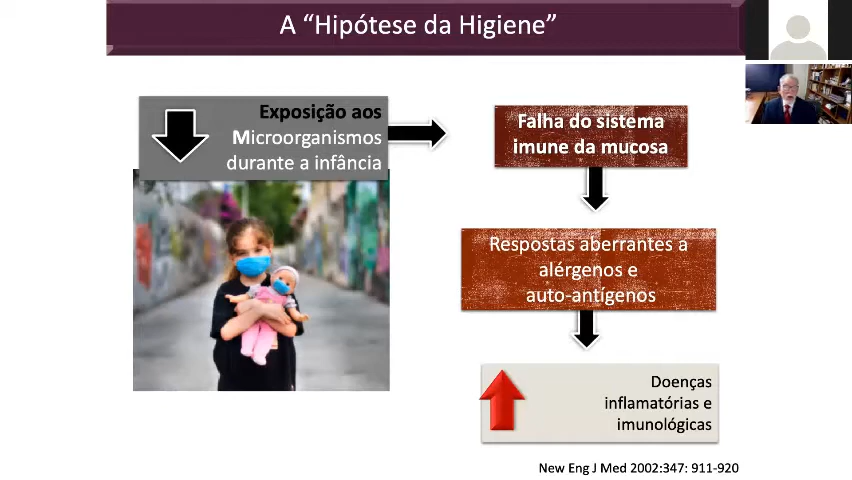 A “Hipótese da Higiene”
Exposição aos
Microorganismos
durante a infância
Falha do sistema
imune da mucosa
Respostas aberrantes a
alérgenos e
auto-antígenos
Doenças
inflamatórias e
imunológicas
New Eng J Med 2002:347: 911-920